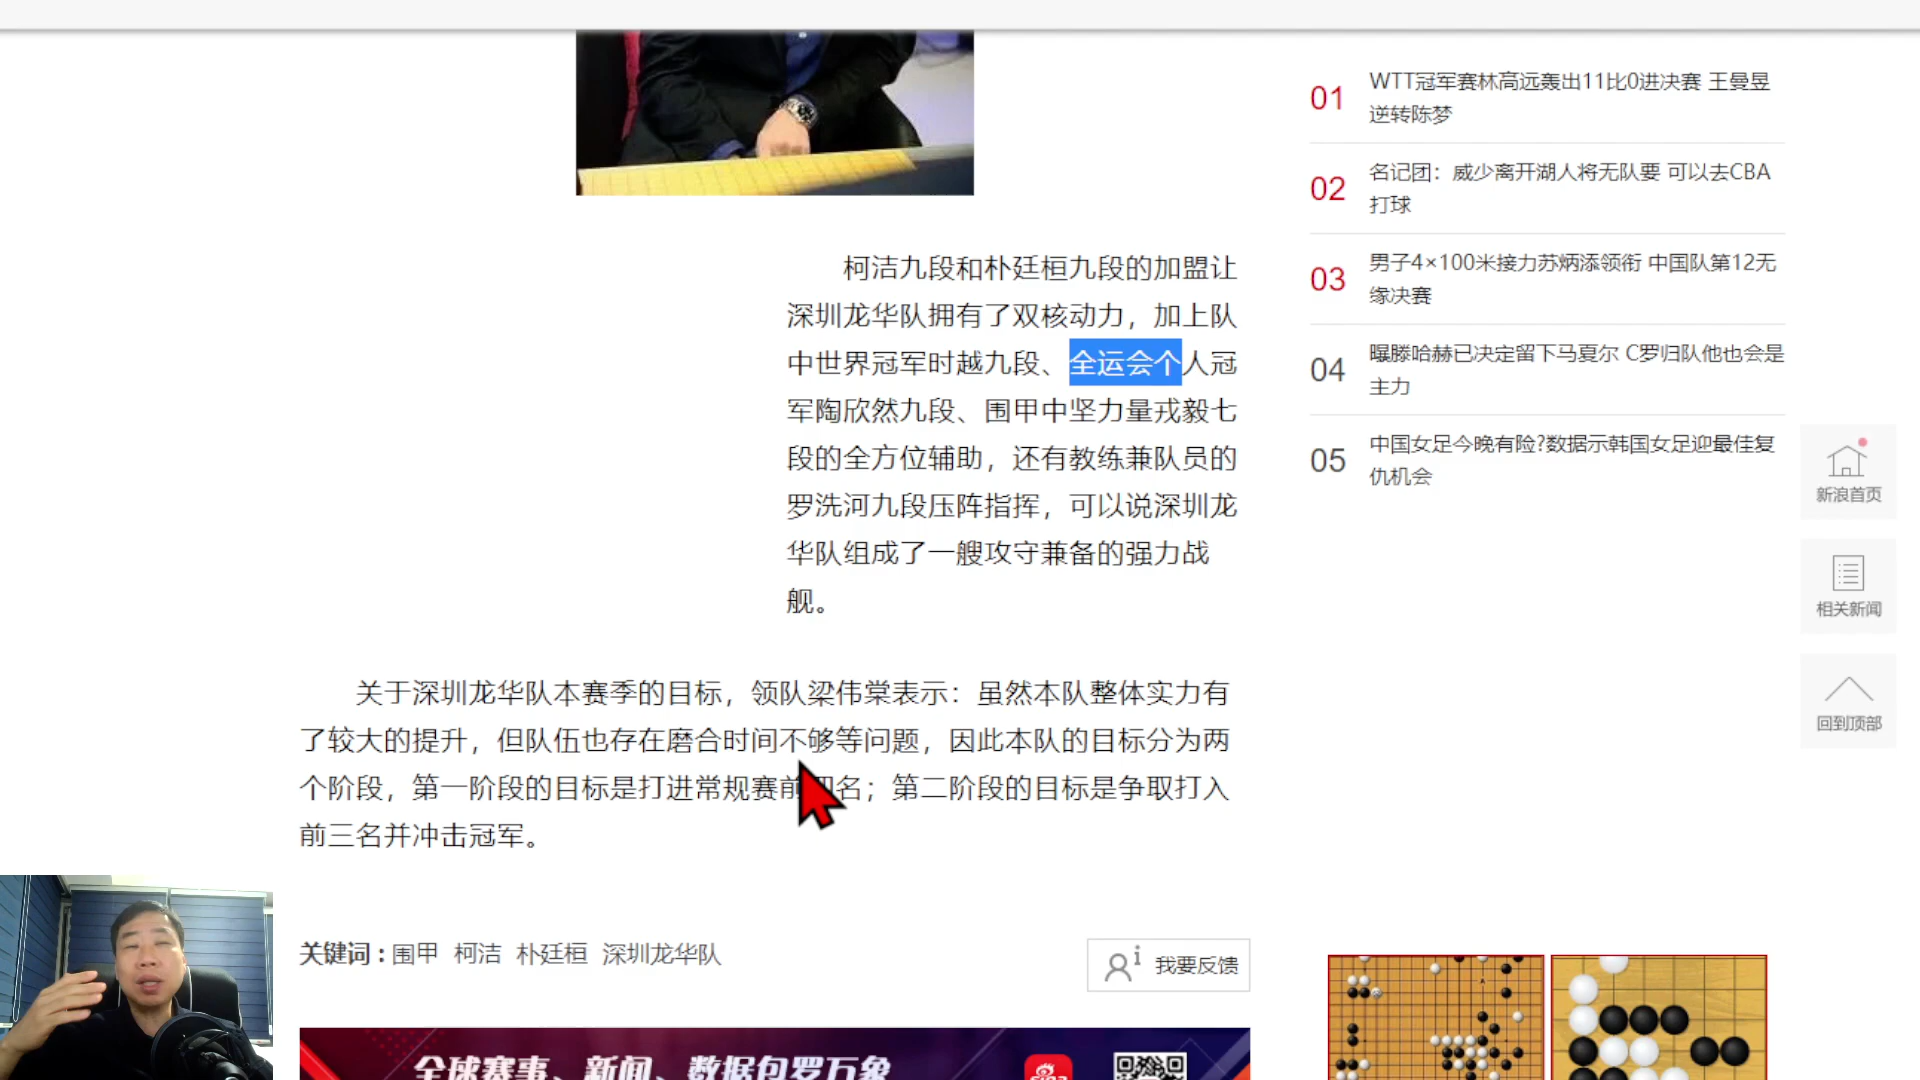 柯洁九段和朴廷桓九段的加盟让
深圳龙华队拥有了双核动力，加上队
中世界冠军时越九段、全运会个人冠
军陶欣然九段、围甲中坚力量戎毅七
段的全方位辅助，还有教练兼队员的
罗洗河九段压阵指挥，可以说深圳龙
华队组成了一艘攻守兼备的强力战
舰。
关于深圳龙华队本赛季的目标，领队梁伟棠表示：虽然本队整体实力有
了较大的提升，但队伍也存在磨合时间不够等问题，因此本队的目标分为两
个阶段，第一阶段的目标是打进常规赛前四名；第二阶段的目标是争取打入
前三名并冲击冠军。
关键词 : 围甲 柯洁 朴廷桓 深圳龙华队
我要反馈
全球赛事、新闻、数据包罗万象
01 WTT冠军赛林高远轰出11比0进决赛 王曼昱
逆转陈梦
02 名记团：威少离开湖人将无队要 可以去CBA
打球
03 男子4×100米接力苏炳添领衔 中国队第12无
缘决赛
04 曝滕哈赫已决定留下马夏尔 C罗归队他也会是
主力
05 中国女足今晚有险?数据示韩国女足迎最佳复
仇机会
新浪首页
相关新闻
回到顶部